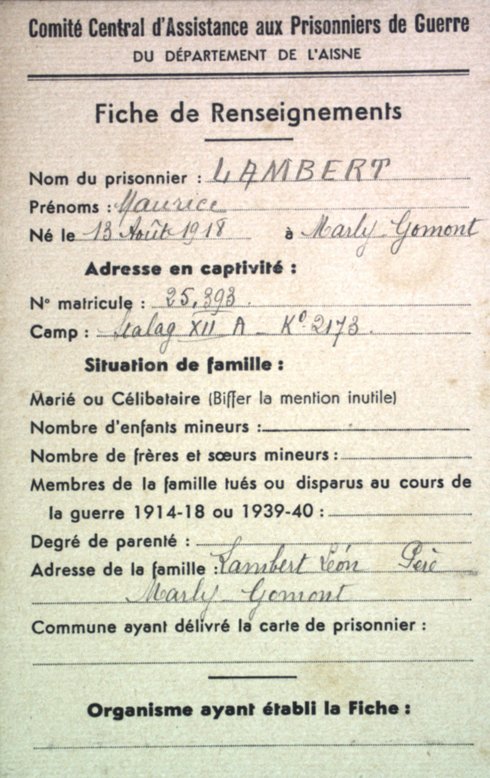 Comité Central d'Assistance aux Prisonniers de Guerre
DU DÉPARTEMENT DE L'AISNE
Fiche de Renseignements
Nom du prisonnier : LAMBERT
Prénoms : Maurice
Né le 13 Août 1918 à Marly-Gomont
Adresse en captivité :
N° matricule : 25.393.
Camp : Stalag XII A - K° 2173.
Situation de famille :
Marié ou Célibataire (Biffer la mention inutile)
Nombre d'enfants mineurs :
Nombre de frères et sœurs mineurs :
Membres de la famille tués ou disparus au cours de
la guerre 1914-18 ou 1939-40 :
Degré de parenté :
Adresse de la famille : Lambert Léon Père
Marly-Gomont
Commune ayant délivré la carte de prisonnier :
Organisme ayant établi la Fiche :